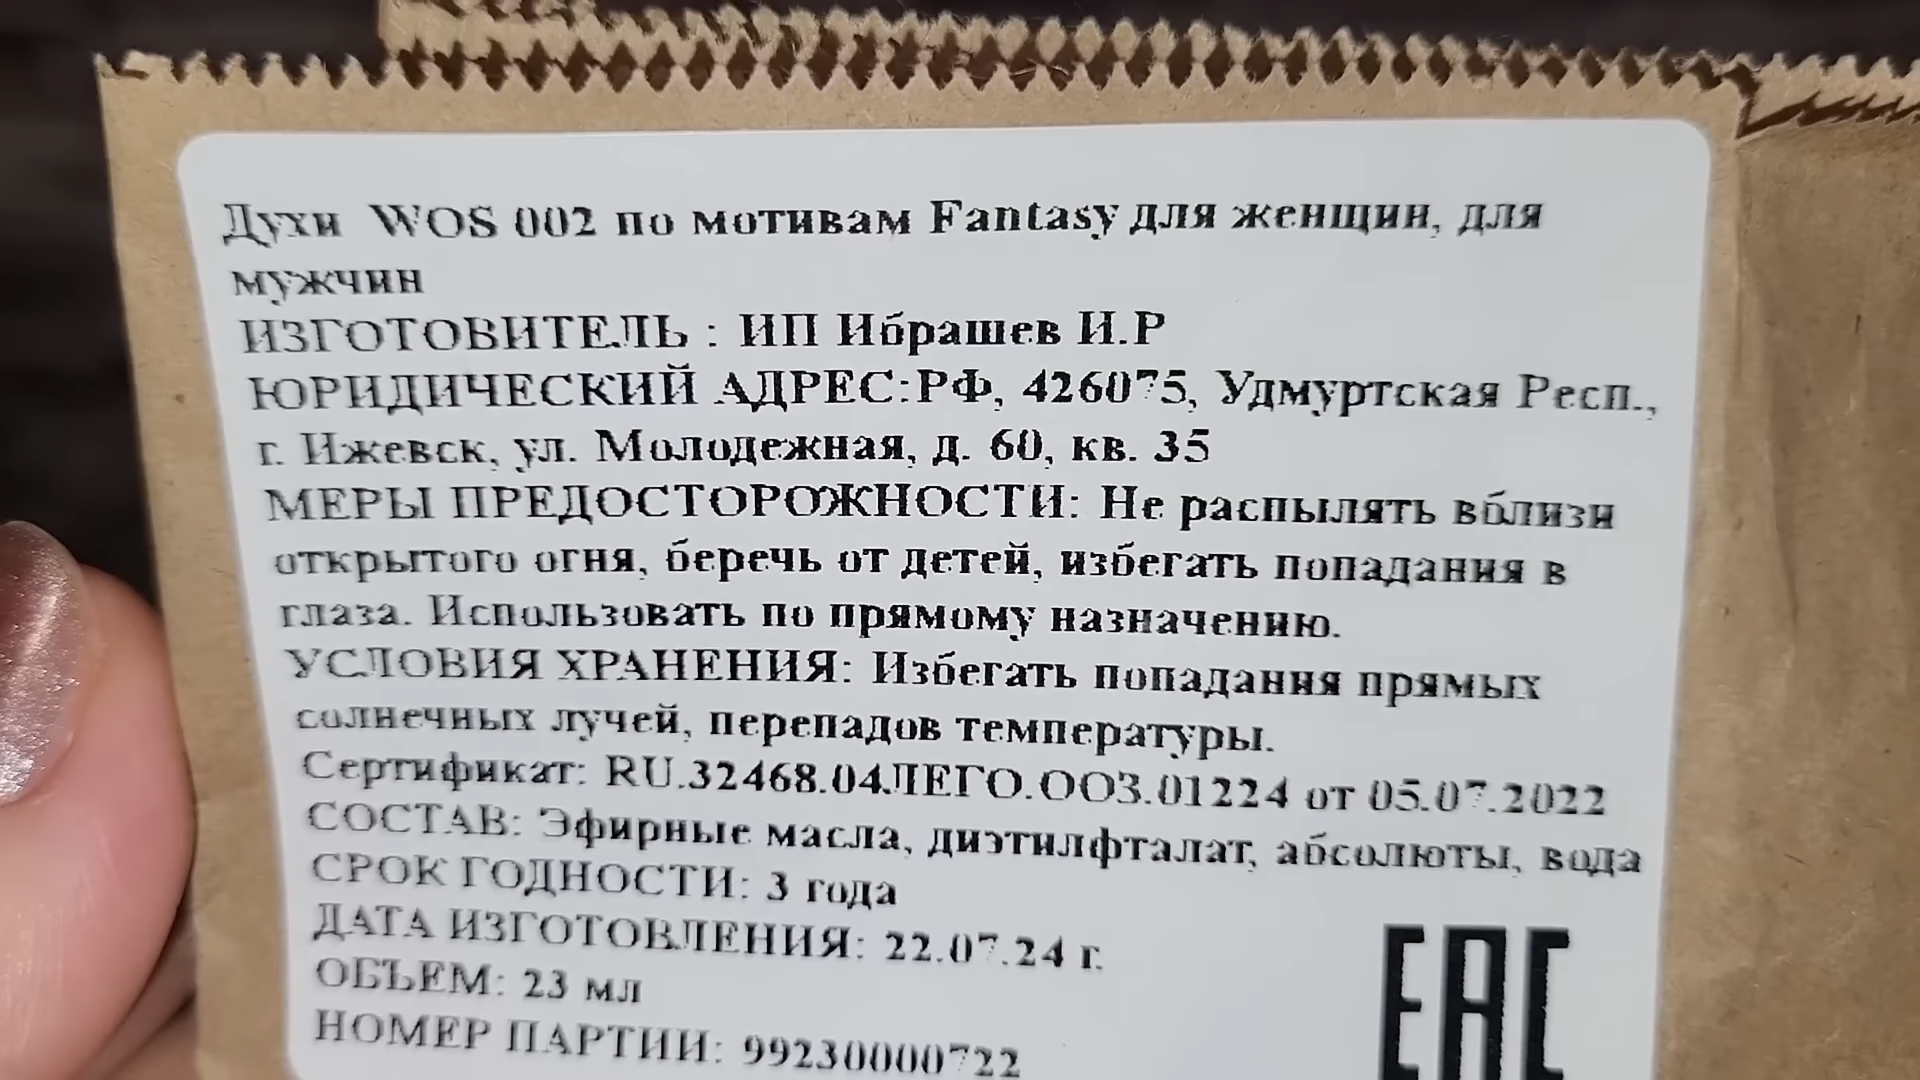 Духи WOS 002 по мотивам Fantasy для женщин, для
мужчин
ИЗГОТОВИТЕЛЬ : ИП Ибрашев И.Р
ЮРИДИЧЕСКИЙ АДРЕС:РФ, 426075, Удмуртская Респ.,
г. Ижевск, ул. Молодежная, д. 60, кв. 35
МЕРЫ ПРЕДОСТОРОЖНОСТИ: Не распылять вблизи
открытого огня, беречь от детей, избегать попадания в
глаза. Использовать по прямому назначению.
УСЛОВИЯ ХРАНЕНИЯ: Избегать попадания прямых
солнечных лучей, перепадов температуры.
Сертификат: RU.32468.04ЛЕГО.ОО3.01224 от 05.07.2022
СОСТАВ: Эфирные масла, диэтилфталат, абсолюты, вода
СРОК ГОДНОСТИ: 3 года
ДАТА ИЗГОТОВЛЕНИЯ: 22.07.24 г.
ОБЪЕМ: 23 мл
НОМЕР ПАРТИИ: 99230000722
EAC